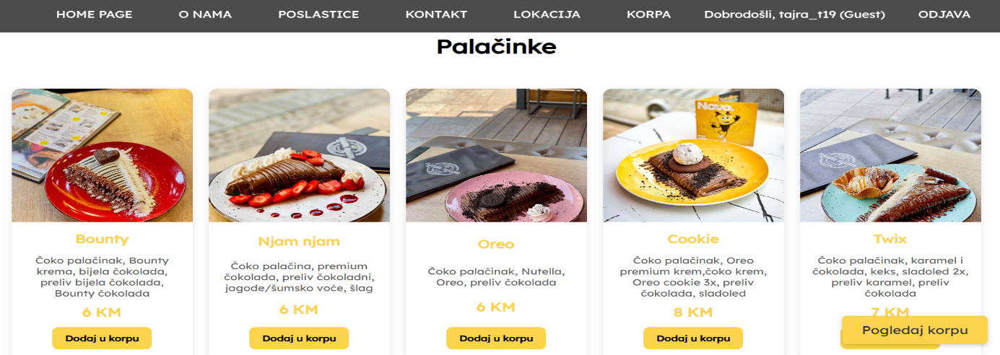 HOME PAGE O NAMA POSLASTICE KONTAKT LOKACIJA KORPA Dobrodošli, tajra_t19 (Guest) ODJAVA
Palačinke
Novo.
Bounty
Čoko palačinak, Bounty
krema, bijela čokolada,
preliv bijela čokolada,
Bounty čokolada
6 KM
Dodaj u korpu
Njam njam
Čoko palačina, premium
čokolada, preliv čokoladni,
jagode/šumsko voće, šlag
6 KM
Dodaj u korpu
Oreo
Čoko palačinak, Nutella,
Oreo, preliv čokolada
6 KM
Dodaj u korpu
Cookie
Čoko palačinak, Oreo
premium krem,čoko krem,
Oreo cookie 3x, preliv
čokolada, sladoled
8 KM
Dodaj u korpu
Twix
Čoko palačinak, karamel i
čokolada, keks, sladoled 2x,
preliv karamel, preliv
čokolada
7 KM
Pogledaj korpu